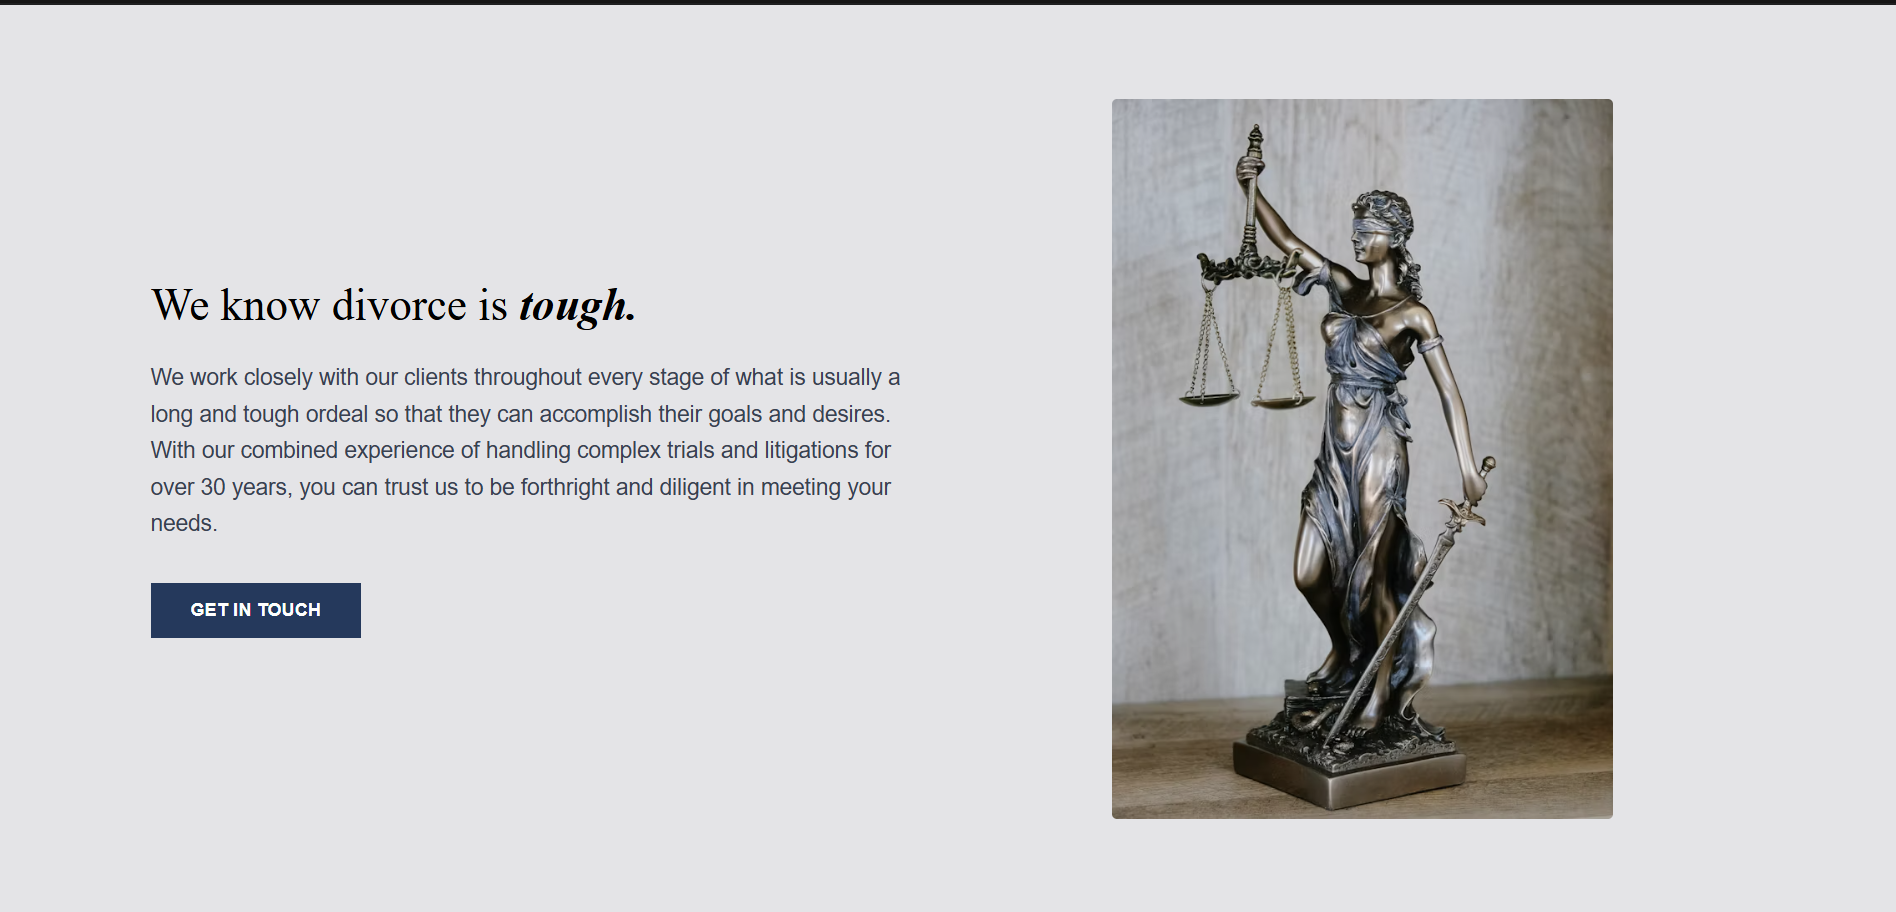 We know divorce is tough.
We work closely with our clients throughout every stage of what is usually a
long and tough ordeal so that they can accomplish their goals and desires.
With our combined experience of handling complex trials and litigations for
over 30 years, you can trust us to be forthright and diligent in meeting your
needs.
GET IN TOUCH